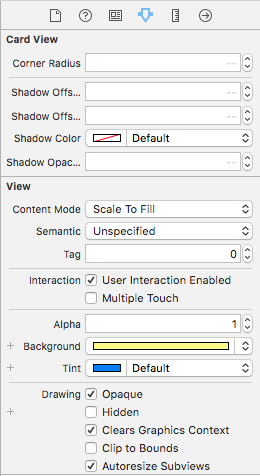 Card View
Corner Radius --
Shadow Offs... --
Shadow Offs... --
Shadow Color Default
Shadow Opac... --
View
Content Mode Scale To Fill
Semantic Unspecified
Tag 0
Interaction User Interaction Enabled
Multiple Touch
Alpha 1
+ Background
+ Tint Default
Drawing Opaque
+ Hidden
Clears Graphics Context
Clip to Bounds
Autoresize Subviews